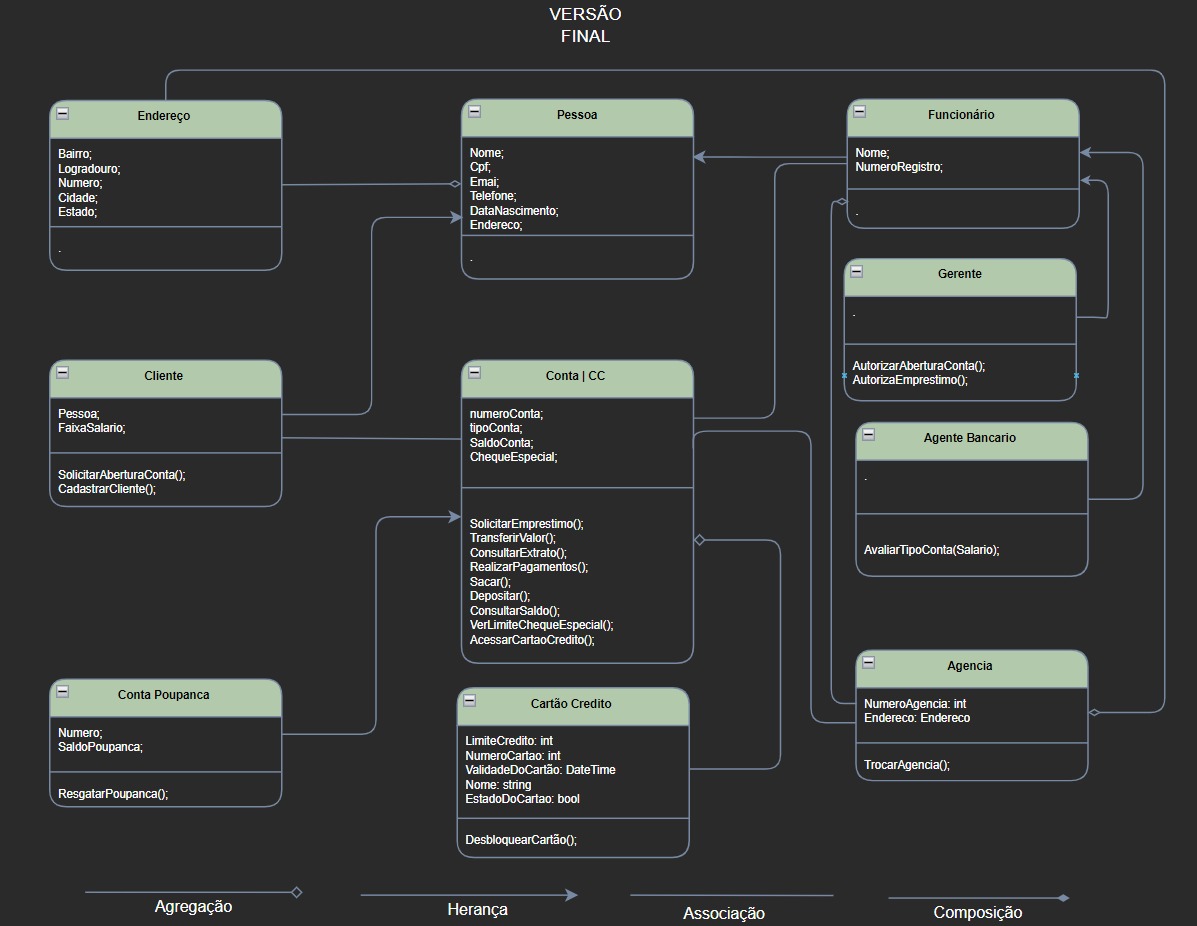 VERSÃO
FINAL
Endereço
Bairro;
Logradouro;
Numero;
Cidade;
Estado;
.
Pessoa
Nome;
Cpf;
Emai;
Telefone;
DataNascimento;
Endereco;
.
Funcionário
Nome;
NumeroRegistro;
.
Gerente
.
AutorizarAberturaConta();
AutorizaEmprestimo();
Cliente
Pessoa;
FaixaSalario;
SolicitarAberturaConta();
CadastrarCliente();
Conta | CC
numeroConta;
tipoConta;
SaldoConta;
ChequeEspecial;
SolicitarEmprestimo();
TransferirValor();
ConsultarExtrato();
RealizarPagamentos();
Sacar();
Depositar();
ConsultarSaldo();
VerLimiteChequeEspecial();
AcessarCartaoCredito();
Agente Bancario
.
AvaliarTipoConta(Salario);
Conta Poupanca
Numero;
SaldoPoupanca;
ResgatarPoupanca();
Cartão Credito
LimiteCredito: int
NumeroCartao: int
ValidadeDoCartão: DateTime
Nome: string
EstadoDoCartao: bool
DesbloquearCartão();
Agencia
NumeroAgencia: int
Endereco: Endereco
TrocarAgencia();
Agregação
Herança
Associação
Composição